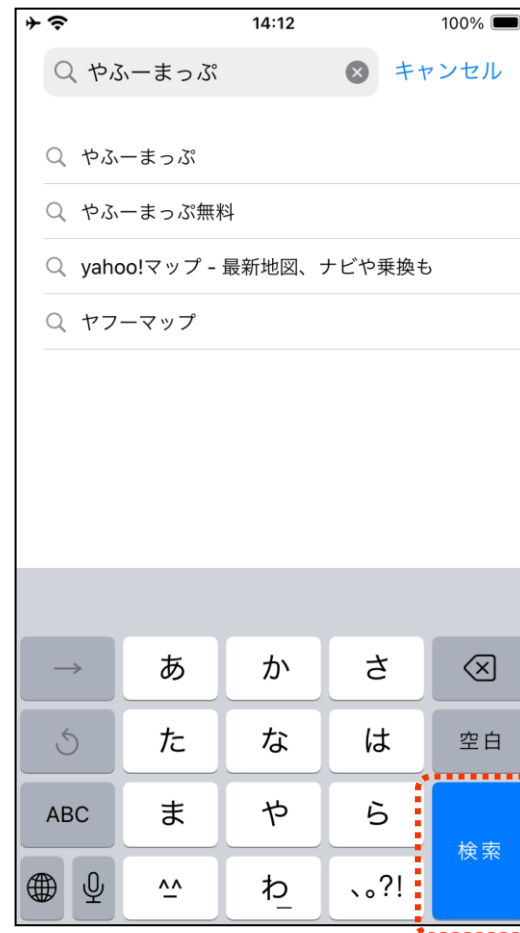 14:12 100%
やふーまっぷ キャンセル
やふーまっぷ
やふーまっぷ無料
yahoo!マップ - 最新地図、ナビや乗換も
ヤフーマップ
→ あ か さ
た な は 空白
ABC ま や ら 検索
^^ わ_ 、。?!